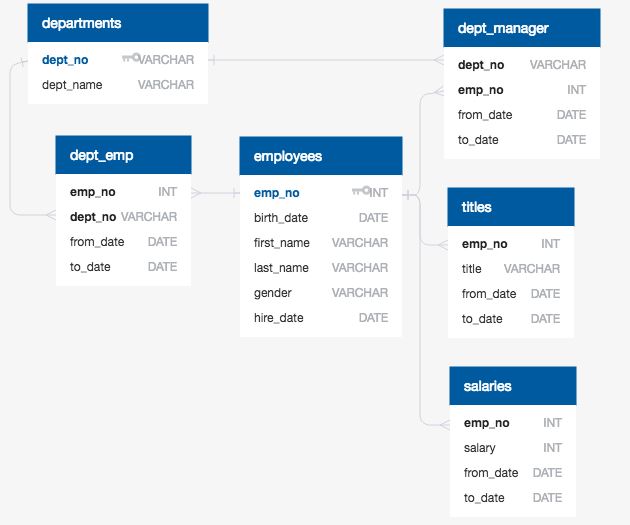 departments
dept_no VARCHAR
dept_name VARCHAR
dept_manager
dept_no VARCHAR
emp_no INT
from_date DATE
to_date DATE
dept_emp
emp_no INT
dept_no VARCHAR
from_date DATE
to_date DATE
employees
emp_no INT
birth_date DATE
first_name VARCHAR
last_name VARCHAR
gender VARCHAR
hire_date DATE
titles
emp_no INT
title VARCHAR
from_date DATE
to_date DATE
salaries
emp_no INT
salary INT
from_date DATE
to_date DATE